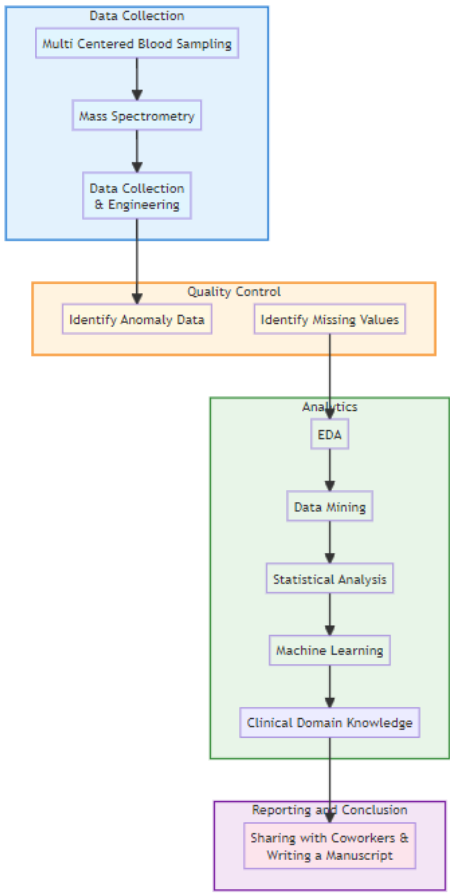 Data Collection
Multi Centered Blood Sampling
Mass Spectrometry
Data Collection
& Engineering
Quality Control
Identify Anomaly Data
Identify Missing Values
Analytics
EDA
Data Mining
Statistical Analysis
Machine Learning
Clinical Domain Knowledge
Reporting and Conclusion
Sharing with Coworkers &
Writing a Manuscript